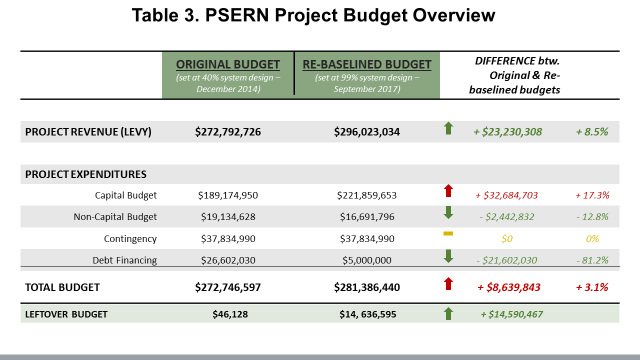 Table 3. PSERN Project Budget Overview
ORIGINAL BUDGET
(set at 40% system design –
December 2014)
RE-BASELINED BUDGET
(set at 99% system design –
September 2017)
DIFFERENCE btw.
Original & Re-
baselined budgets
PROJECT REVENUE (LEVY) $272,792,726 $296,023,034 + $23,230,308 + 8.5%
PROJECT EXPENDITURES
Capital Budget $189,174,950 $221,859,653 + $32,684,703 + 17.3%
Non-Capital Budget $19,134,628 $16,691,796 - $2,442,832 - 12.8%
Contingency $37,834,990 $37,834,990 $0 0%
Debt Financing $26,602,030 $5,000,000 - $21,602,030 - 81.2%
TOTAL BUDGET $272,746,597 $281,386,440 + $8,639,843 + 3.1%
LEFTOVER BUDGET $46,128 $14, 636,595 + $14,590,467